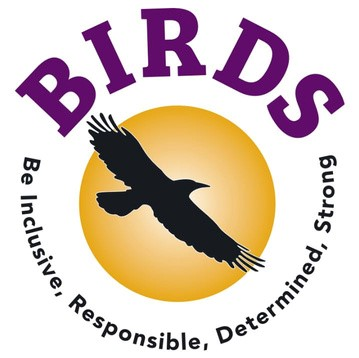 BIRDS
Be Inclusive, Responsible, Determined, Strong